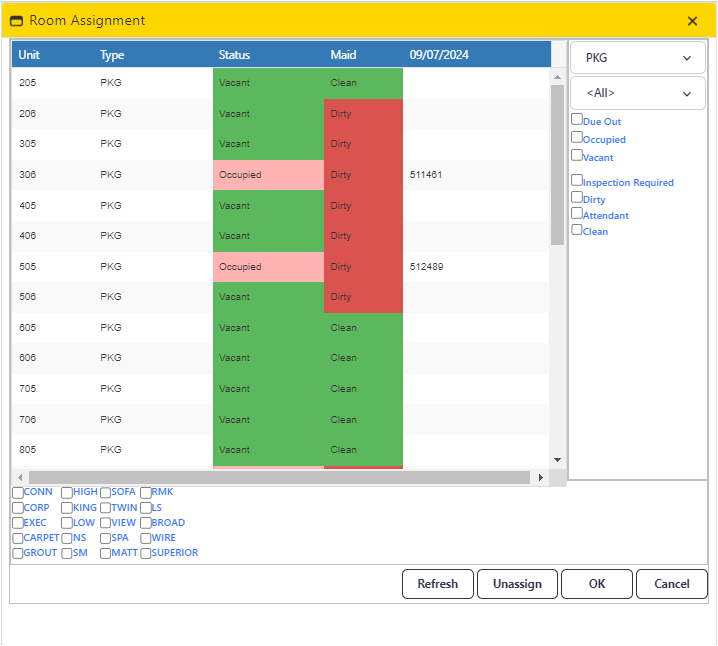 Room Assignment
Unit Type Status Maid 09/07/2024 PKG
205 PKG Vacant Clean <All>
206 PKG Vacant Dirty Due Out
305 PKG Vacant Dirty Occupied
Vacant
306 PKG Occupied Dirty 511461 Inspection Required
405 PKG Vacant Dirty Dirty
Attendant
406 PKG Vacant Dirty Clean
505 PKG Occupied Dirty 512489
506 PKG Vacant Dirty
605 PKG Vacant Clean
606 PKG Vacant Clean
705 PKG Vacant Clean
706 PKG Vacant Clean
805 PKG Vacant Clean
CONN HIGH SOFA RMK
CORP KING TWIN LS
EXEC LOW VIEW BROAD
CARPET NS SPA WIRE
GROUT SM MATT SUPERIOR
Refresh Unassign OK Cancel